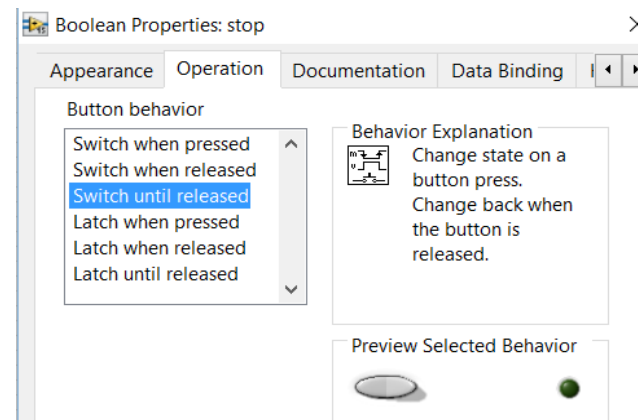 Boolean Properties: stop
Appearance
Operation
Documentation
Data Binding
Button behavior
Switch when pressed
Switch when released
Switch until released
Latch when pressed
Latch when released
Latch until released
Behavior Explanation
Change state on a
button press.
Change back when
the button is
released.
Preview Selected Behavior